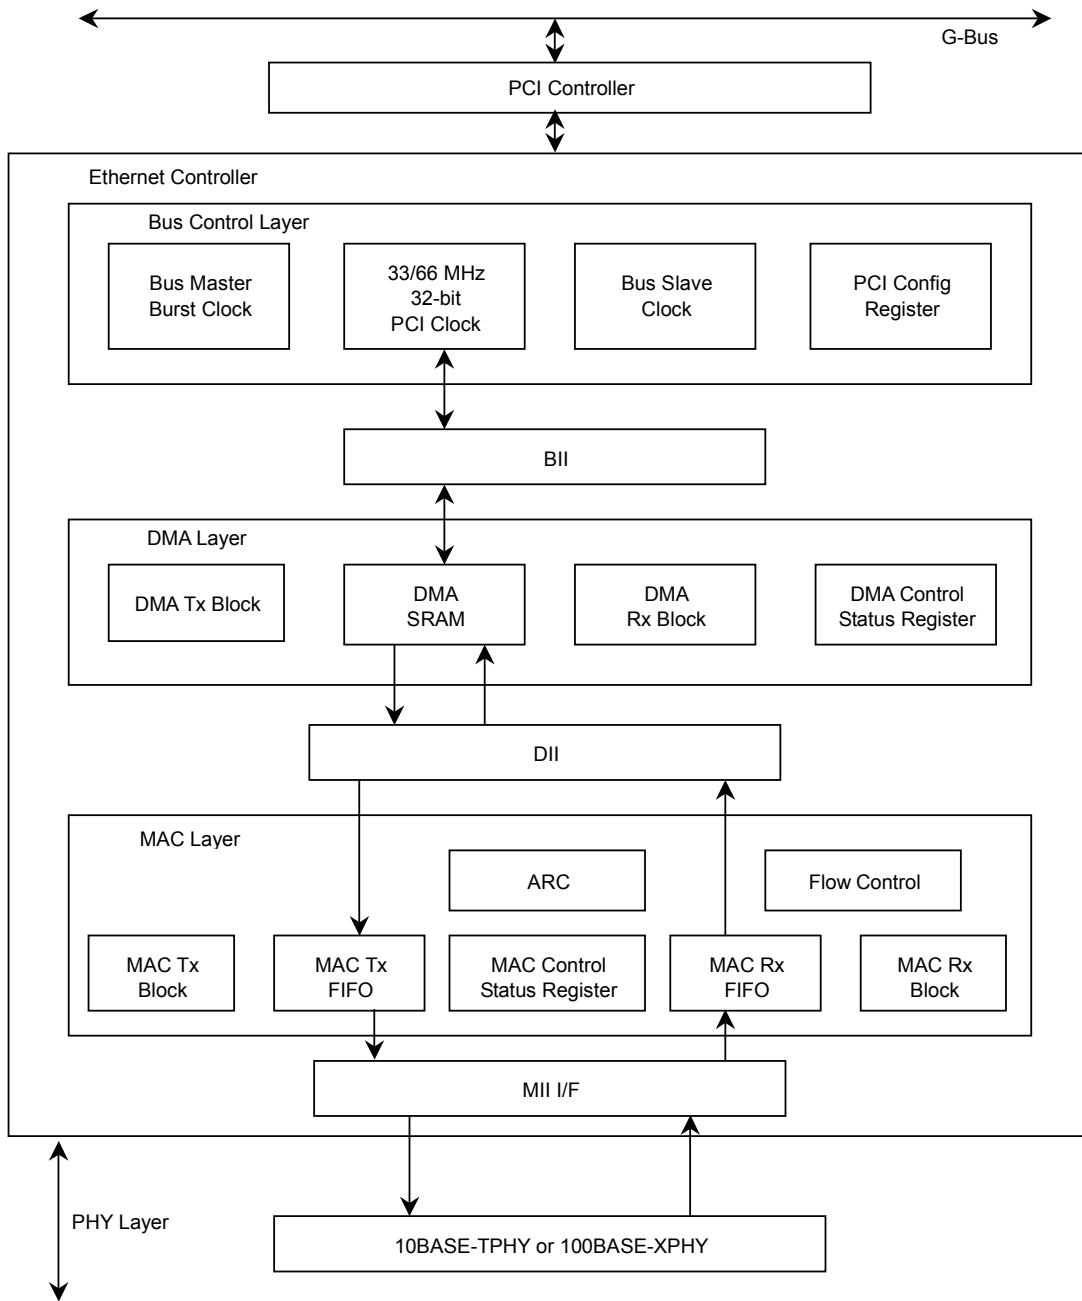 G-Bus
PCI Controller
Ethernet Controller
Bus Control Layer
Bus Master
Burst Clock
33/66 MHz
32-bit
PCI Clock
Bus Slave
Clock
PCI Config
Register
BII
DMA Layer
DMA Tx Block
DMA
SRAM
DMA
Rx Block
DMA Control
Status Register
DII
MAC Layer
ARC
Flow Control
MAC Tx
Block
MAC Tx
FIFO
MAC Control
Status Register
MAC Rx
FIFO
MAC Rx
Block
MII I/F
PHY Layer
10BASE-TPHY or 100BASE-XPHY